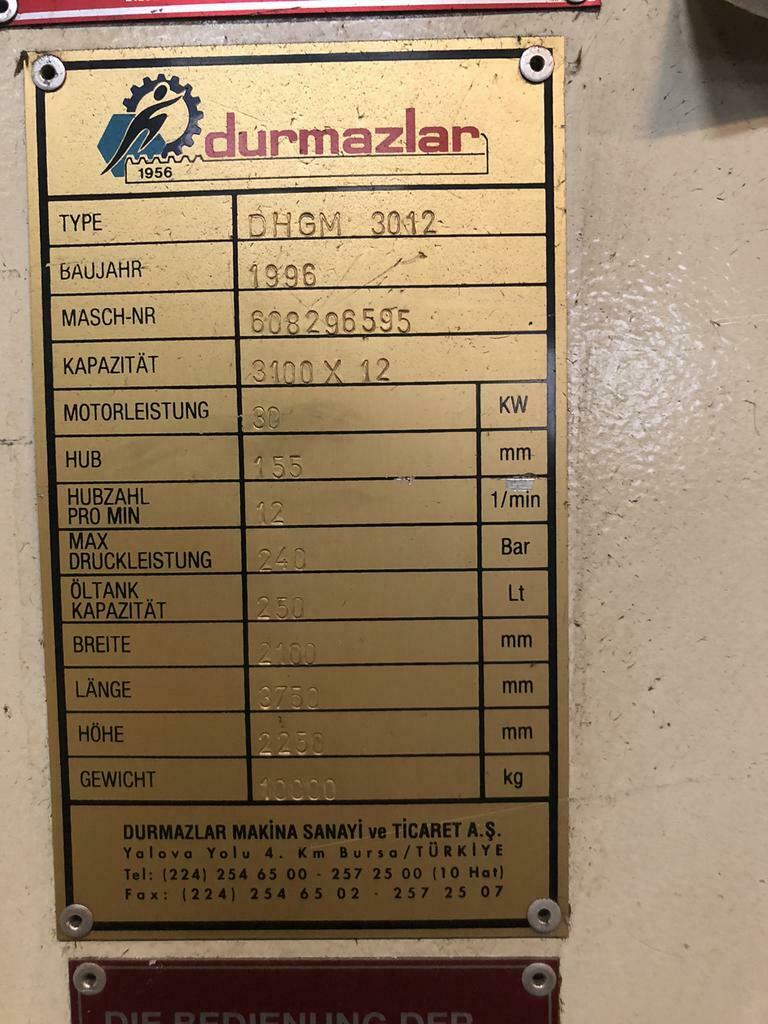 durmazlar
1956
TYPE DHGM 3012
BAUJAHR 1996
MASCH-NR 608296595
KAPAZITÄT 3100 X 12
MOTORLEISTUNG 30 KW
HUB 155 mm
HUBZAHL
PRO MIN 12 1/min
MAX
DRUCKLEISTUNG 240 Bar
ÖLTANK
KAPAZITÄT 250 Lt
BREITE 2100 mm
LÄNGE 3750 mm
HÖHE 2250 mm
GEWICHT 10000 kg
DURMAZLAR MAKİNA SANAYİ ve TİCARET A.Ş.
Yalova Yolu 4. Km Bursa/TÜRKİYE
Tel: (224) 254 65 00 - 257 25 00 (10 Hat)
Fax: (224) 254 65 02 - 257 25 07
DIE BEDIENUNG DER